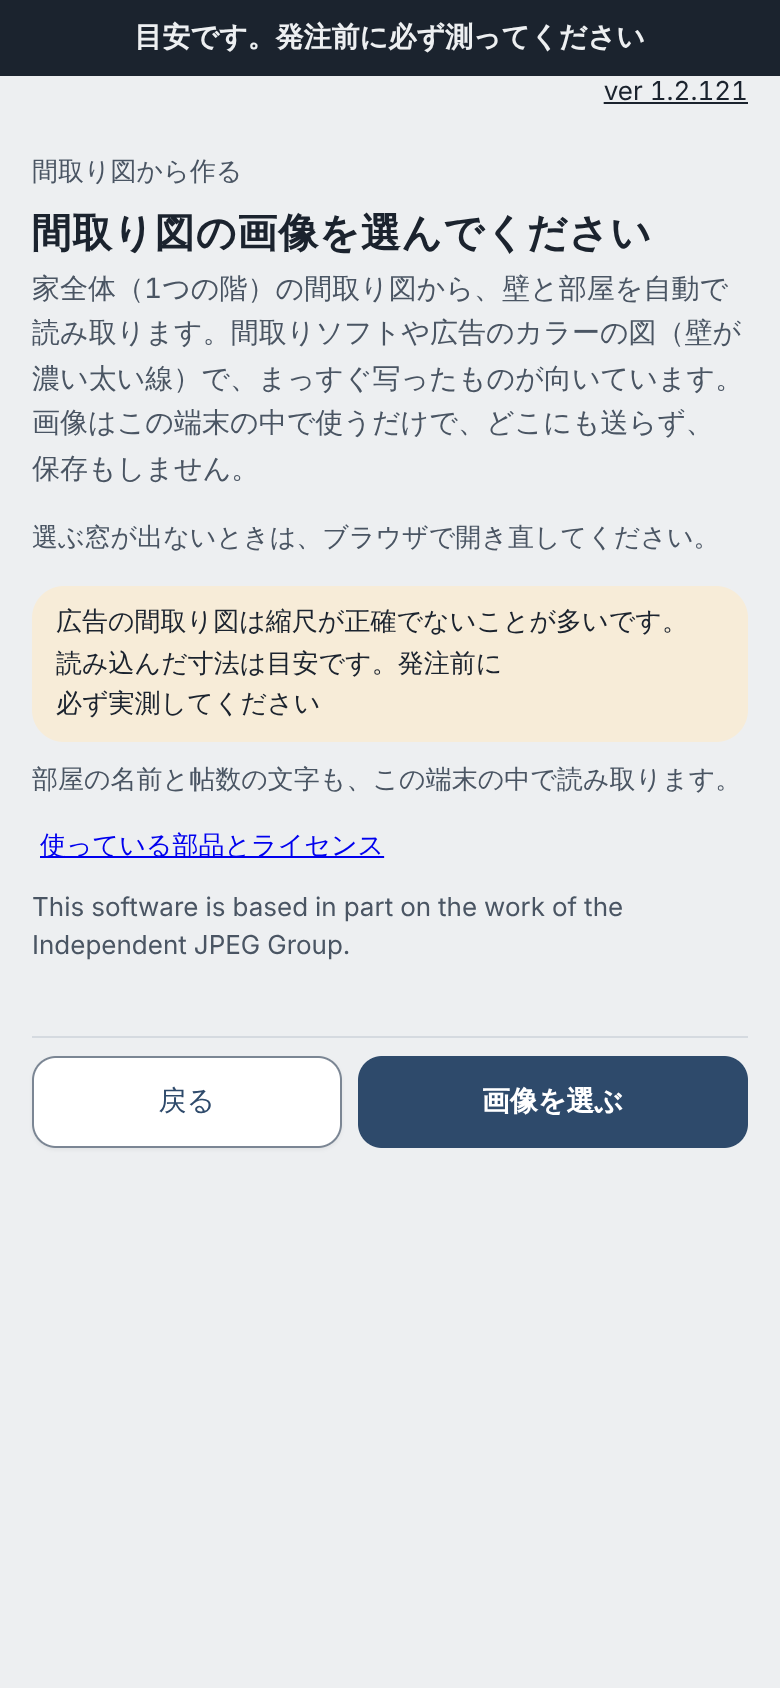 目安です。発注前に必ず測ってください
ver 1.2.121
間取り図から作る
間取り図の画像を選んでください
家全体（1つの階）の間取り図から、壁と部屋を自動で
読み取ります。間取りソフトや広告のカラーの図（壁が
濃い太い線）で、まっすぐ写ったものが向いています。
画像はこの端末の中で使うだけで、どこにも送らず、
保存もしません。
選ぶ窓が出ないときは、ブラウザで開き直してください。
広告の間取り図は縮尺が正確でないことが多いです。
読み込んだ寸法は目安です。発注前に
必ず実測してください
部屋の名前と帖数の文字も、この端末の中で読み取ります。
使っている部品とライセンス
This software is based in part on the work of the
Independent JPEG Group.
戻る
画像を選ぶ